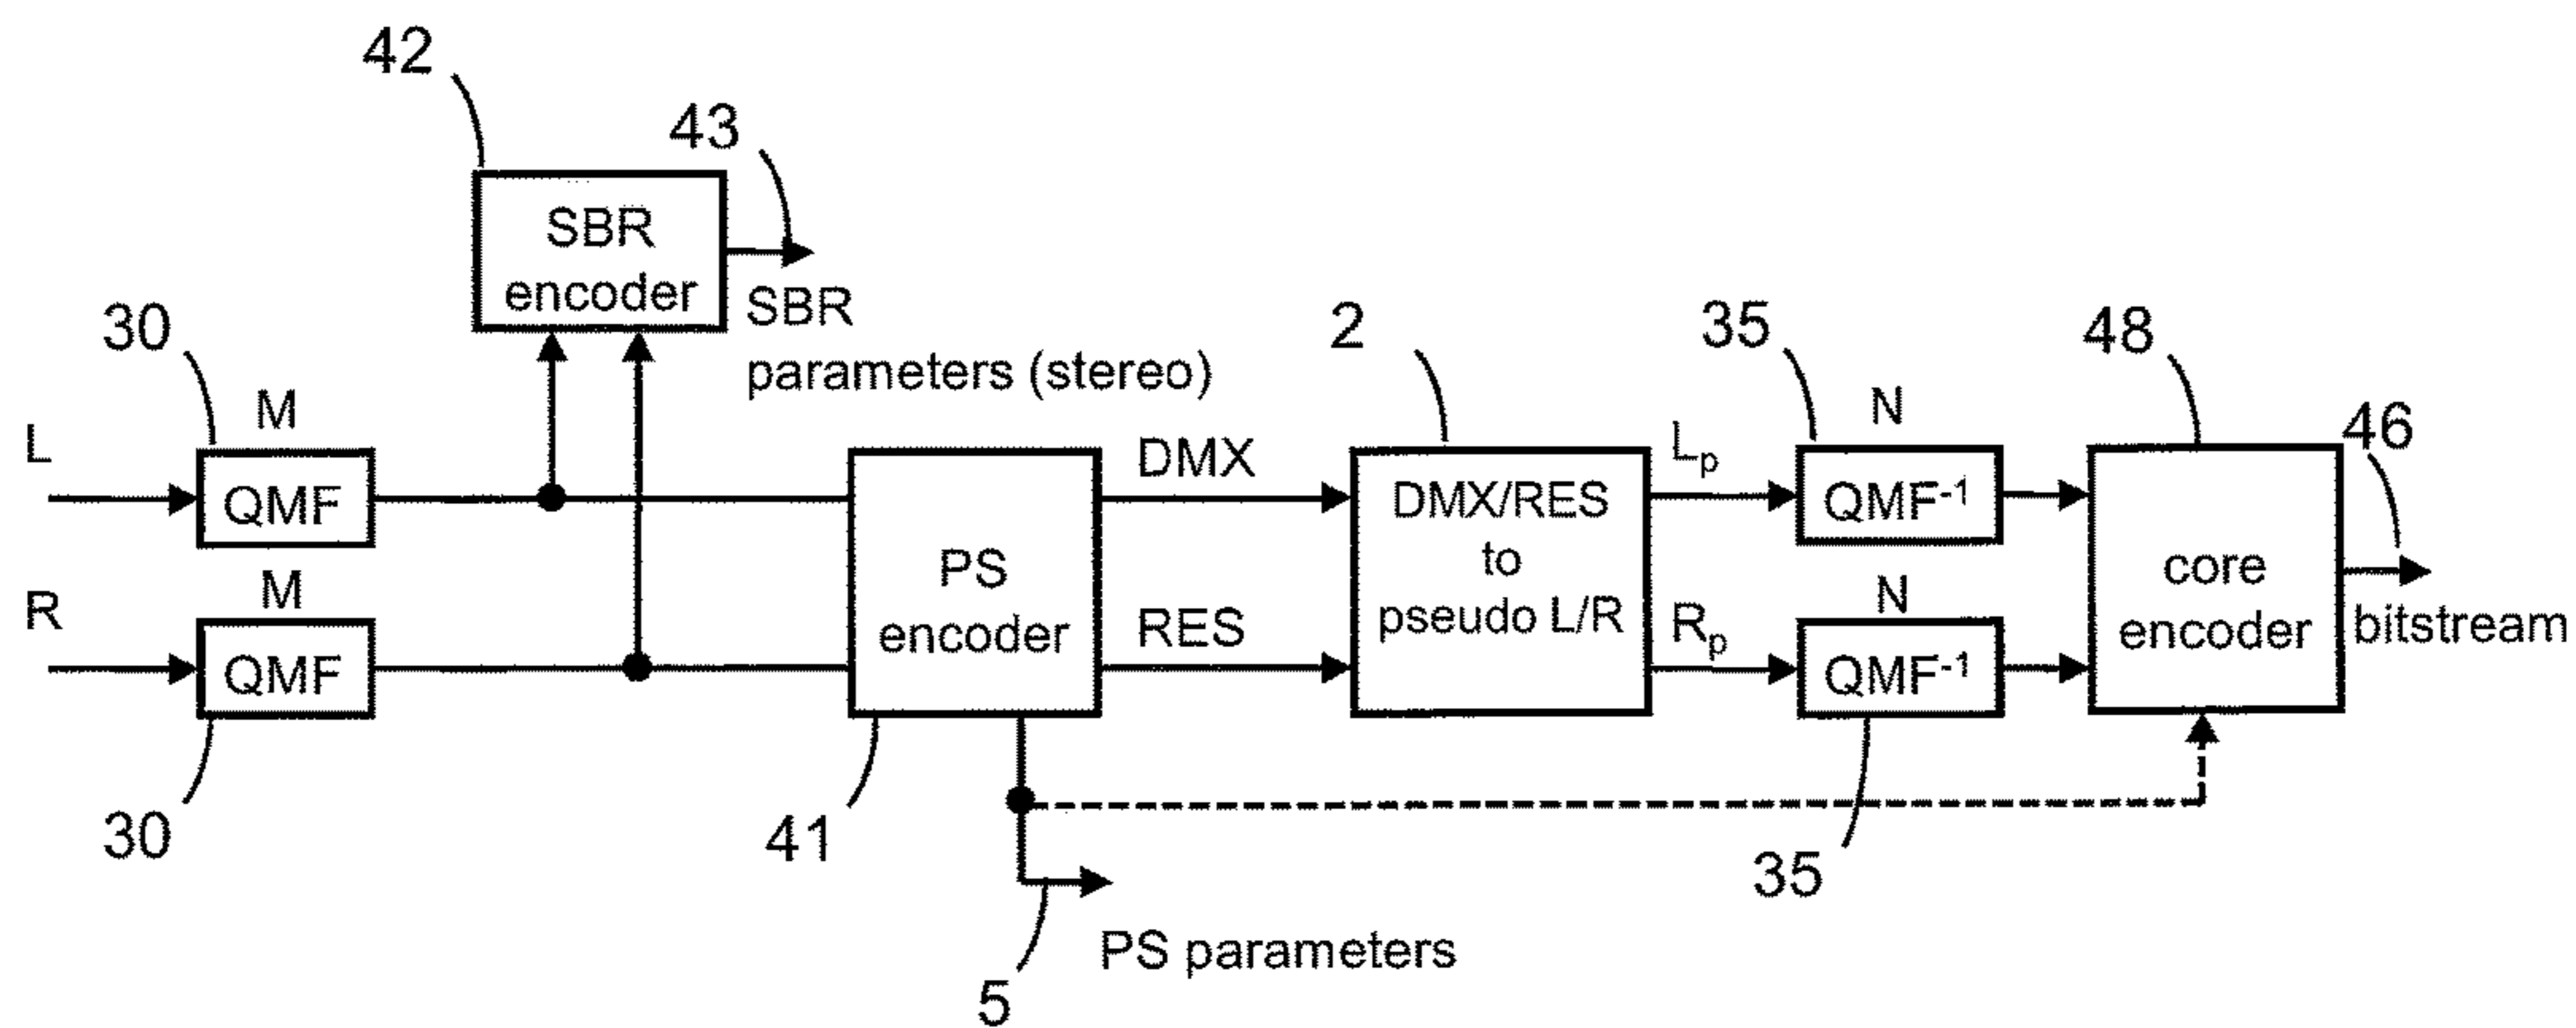 42
43
SBR
encoder
SBR
parameters (stereo)
30
M
L
QMF
R
M
QMF
30
PS
encoder
41
DMX
RES
5
PS parameters
2
DMX/RES
to
pseudo L/R
Lp
Rp
35
N
QMF-1
N
QMF-1
35
48
core
encoder
46
bitstream